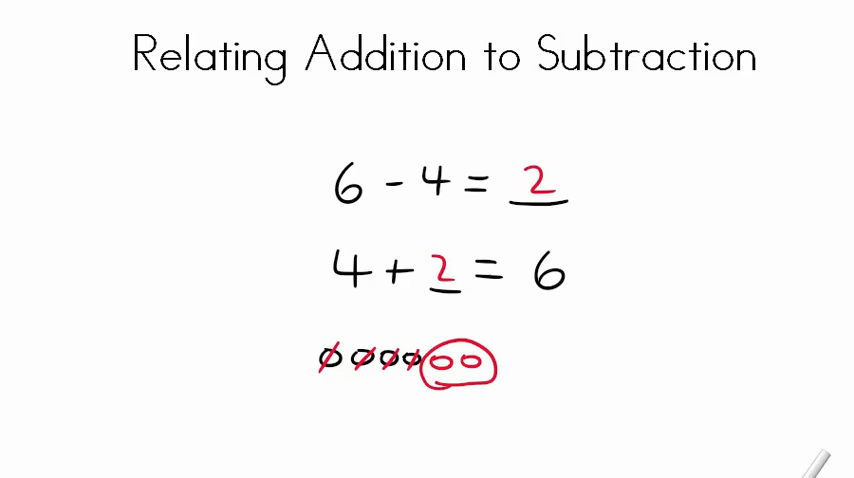 Relating Addition to Subtraction
6 - 4 = 2
4 + 2 = 6